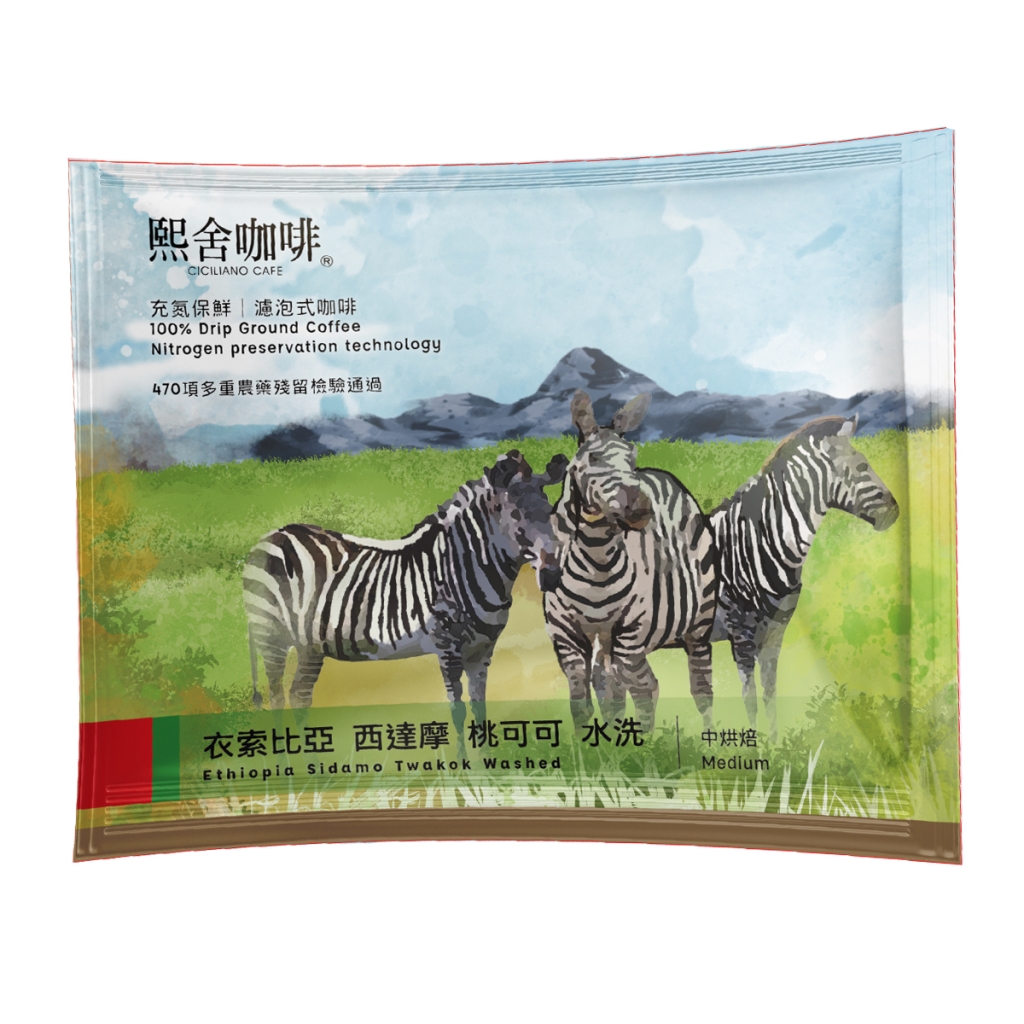 熙舍咖啡®
CICILIANO CAFE
充氮保鮮｜濾泡式咖啡
100% Drip Ground Coffee
Nitrogen preservation technology
470項多重農藥殘留檢驗通過
衣索比亞 西達摩 桃可可 水洗
中烘焙
Ethiopia Sidamo Twakok Washed
Medium